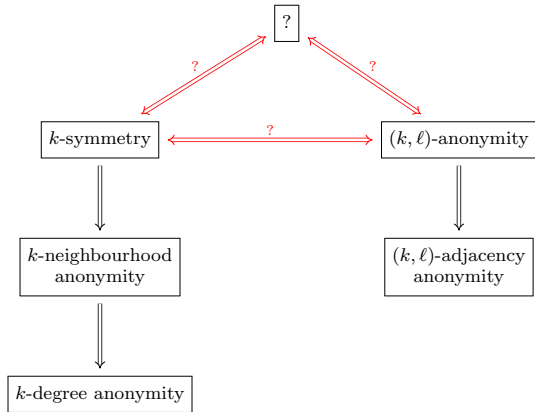 ?
?
?
k-symmetry
?
(k, ℓ)-anonymity
k-neighbourhood
anonymity
(k, ℓ)-adjacency
anonymity
k-degree anonymity